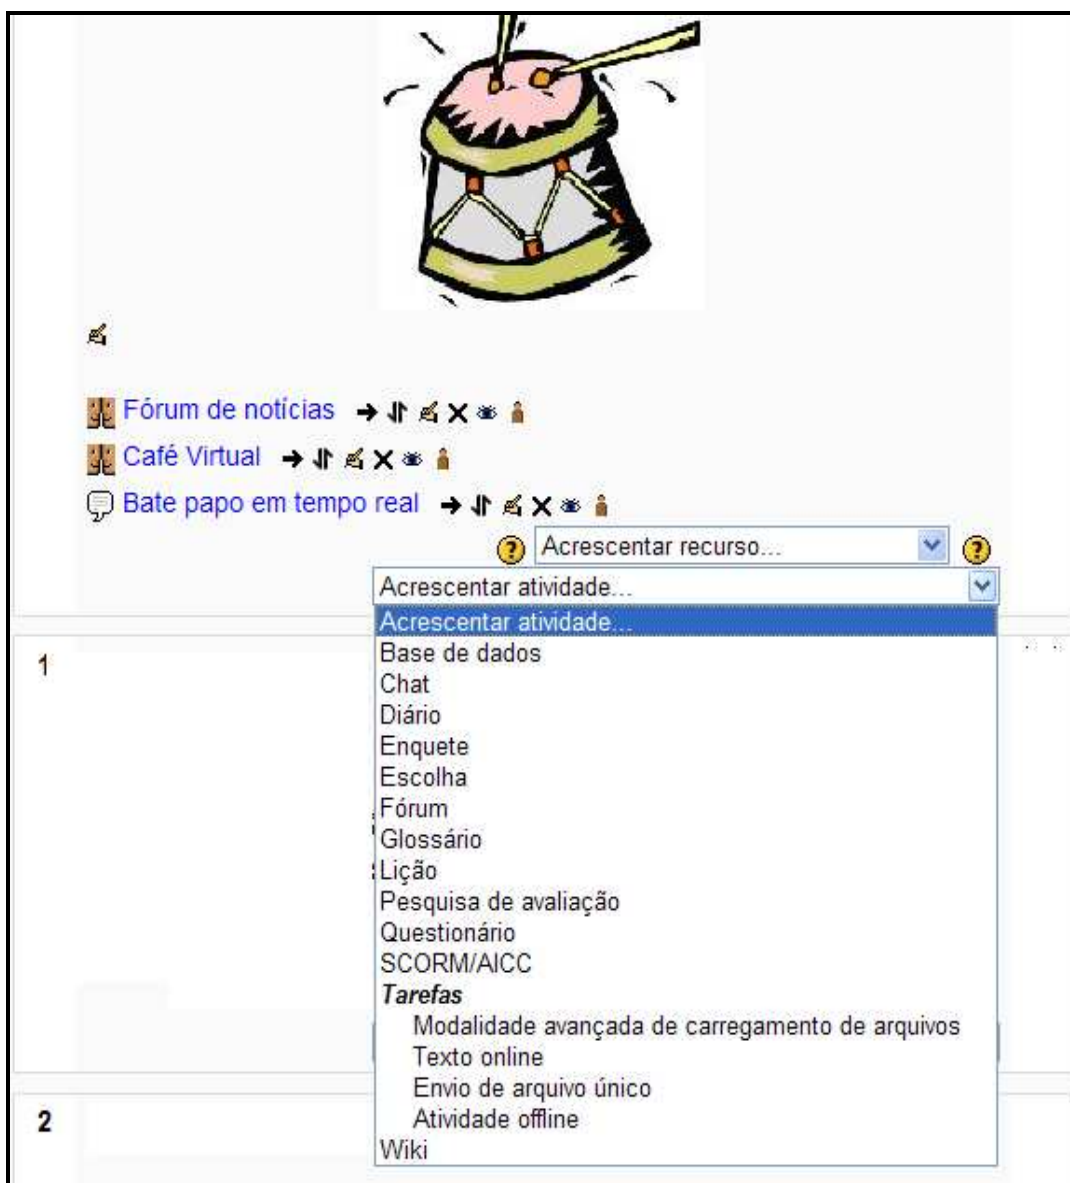 Fórum de notícias
Café Virtual
Bate papo em tempo real
Acrescentar recurso...
Acrescentar atividade...
Acrescentar atividade...
1
Base de dados
Chat
Diário
Enquete
Escolha
Fórum
Glossário
Lição
Pesquisa de avaliação
Questionário
SCORM/AICC
Tarefas
Modalidade avançada de carregamento de arquivos
Texto online
Envio de arquivo único
2
Atividade offline
Wiki